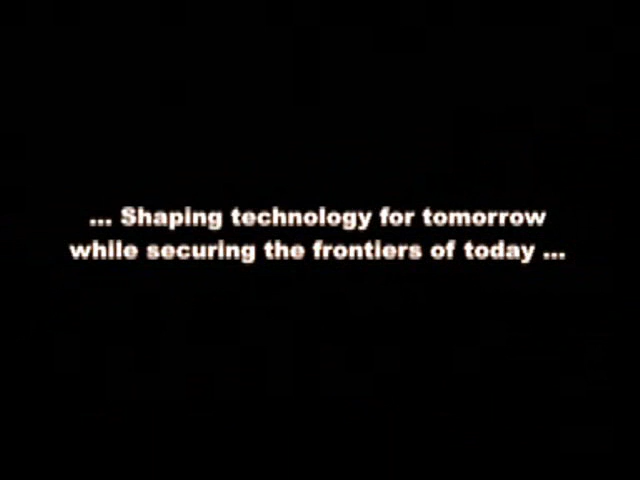 ... Shaping technology for tomorrow
while securing the frontiers of today ...